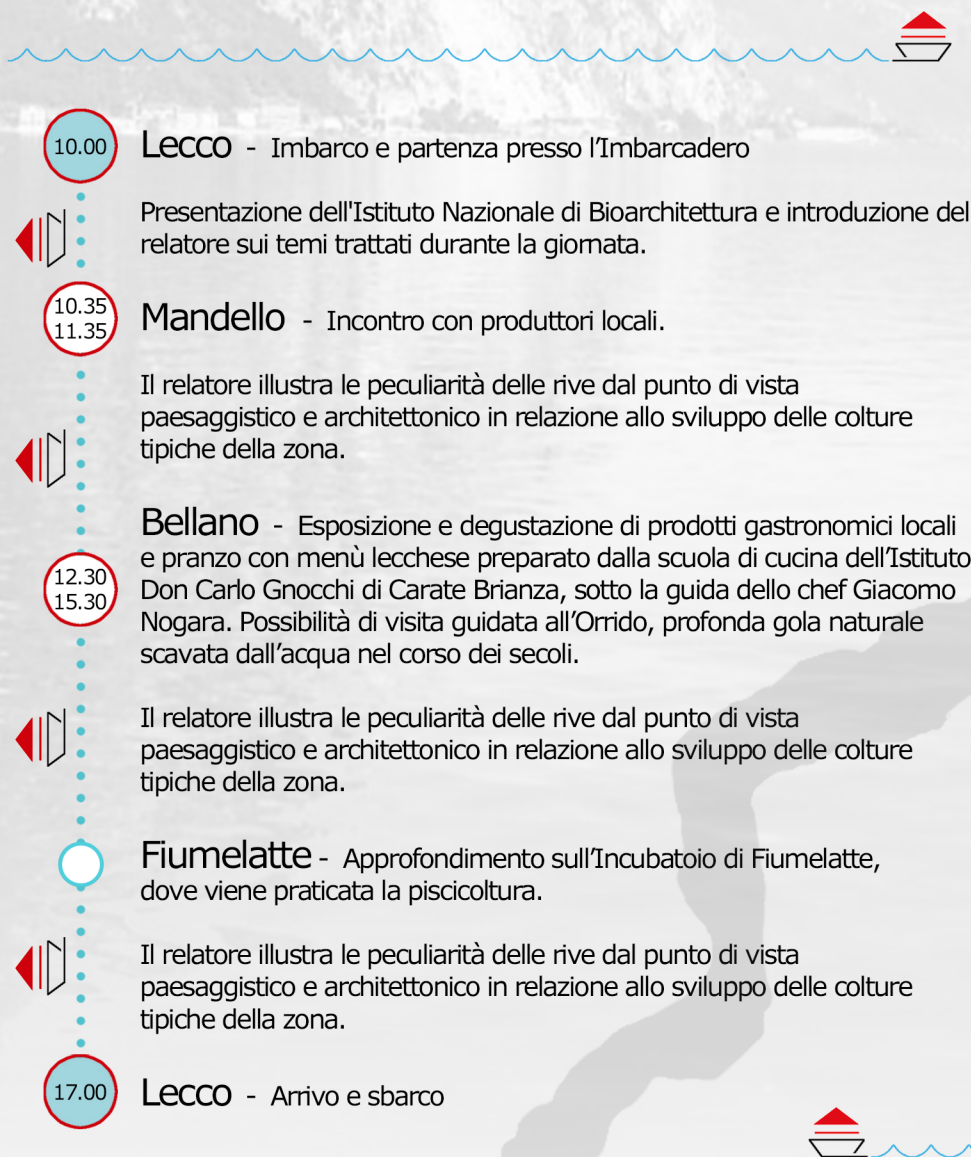 10.00
Lecco - Imbarco e partenza presso l'Imbarcadero
Presentazione dell'Istituto Nazionale di Bioarchitettura e introduzione del
relatore sui temi trattati durante la giornata.
10.35
11.35
Mandello - Incontro con produttori locali.
Il relatore illustra le peculiarità delle rive dal punto di vista
paesaggistico e architettonico in relazione allo sviluppo delle colture
tipiche della zona.
Bellano - Esposizione e degustazione di prodotti gastronomici locali
e pranzo con menù lecchese preparato dalla scuola di cucina dell'Istituto
12.30
15.30
Don Carlo Gnocchi di Carate Brianza, sotto la guida dello chef Giacomo
Nogara. Possibilità di visita guidata all'Orrido, profonda gola naturale
scavata dall'acqua nel corso dei secoli.
Il relatore illustra le peculiarità delle rive dal punto di vista
paesaggistico e architettonico in relazione allo sviluppo delle colture
tipiche della zona.
Fiumelatte - Approfondimento sull'Incubatoio di Fiumelatte,
dove viene praticata la piscicoltura.
Il relatore illustra le peculiarità delle rive dal punto di vista
paesaggistico e architettonico in relazione allo sviluppo delle colture
tipiche della zona.
17.00
Lecco - Arrivo e sbarco